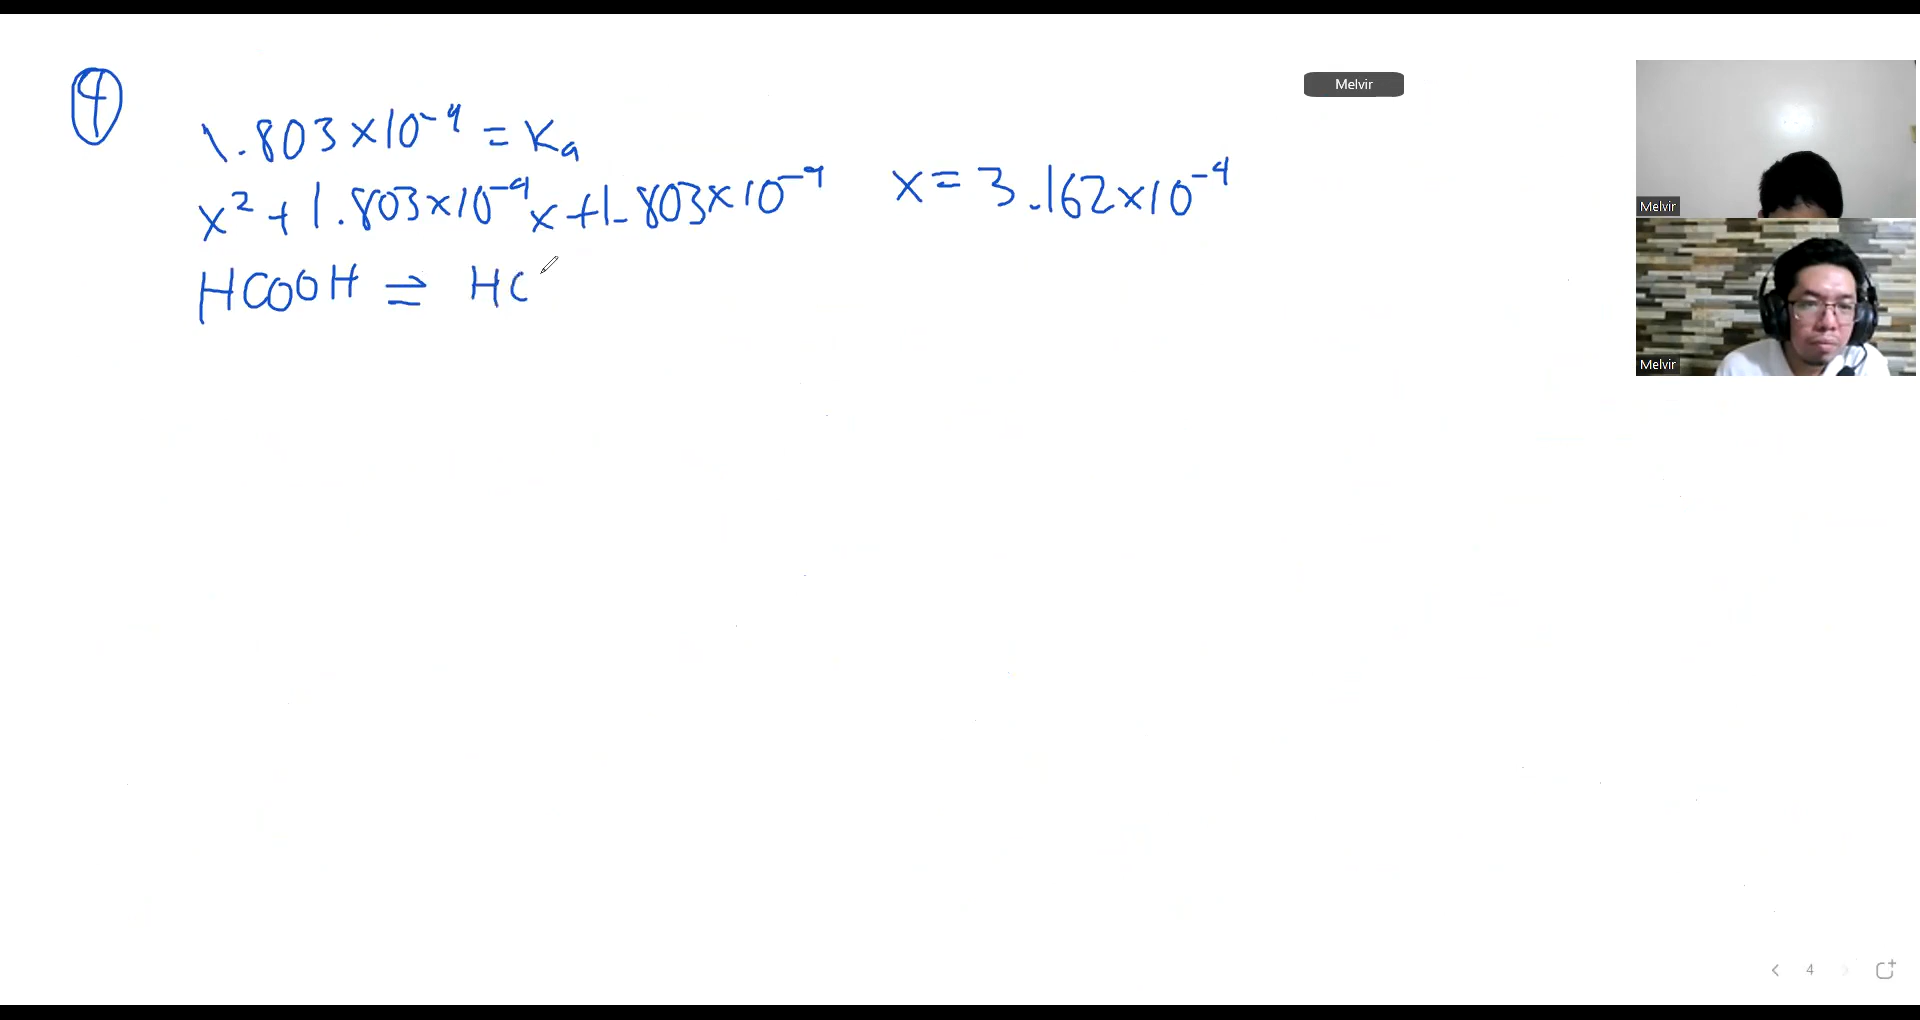 ④
1.803×10⁻⁴ = Ka
x² + 1.803×10⁻⁴x + 1.803×10⁻⁴ x = 3.162×10⁻⁴
HCOOH ⇌ HC
Melvir
Melvir
Melvir
4